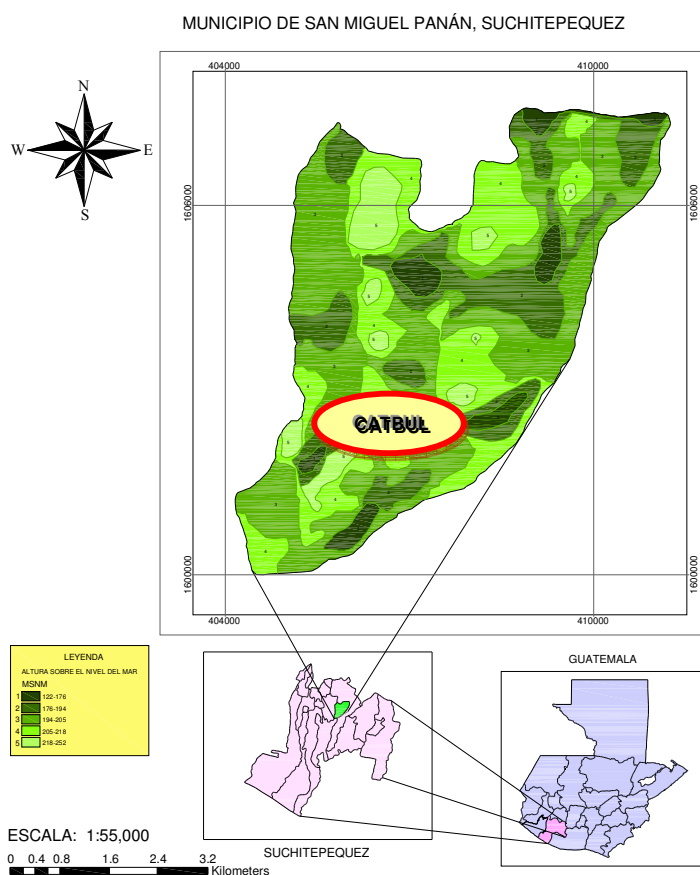 MUNICIPIO DE SAN MIGUEL PANÁN, SUCHITEPEQUEZ
404000
410000
N
W
E
S
1606000
1606000
CATBUL
1600000
1600000
404000
410000
LEYENDA
ALTURA SOBRE EL NIVEL DEL MAR
MSNM
1 122-176
2 176-194
3 194-205
4 205-218
5 218-252
GUATEMALA
SUCHITEPEQUEZ
ESCALA: 1:55,000
0 0.4 0.8 1.6 2.4 3.2
Kilometers